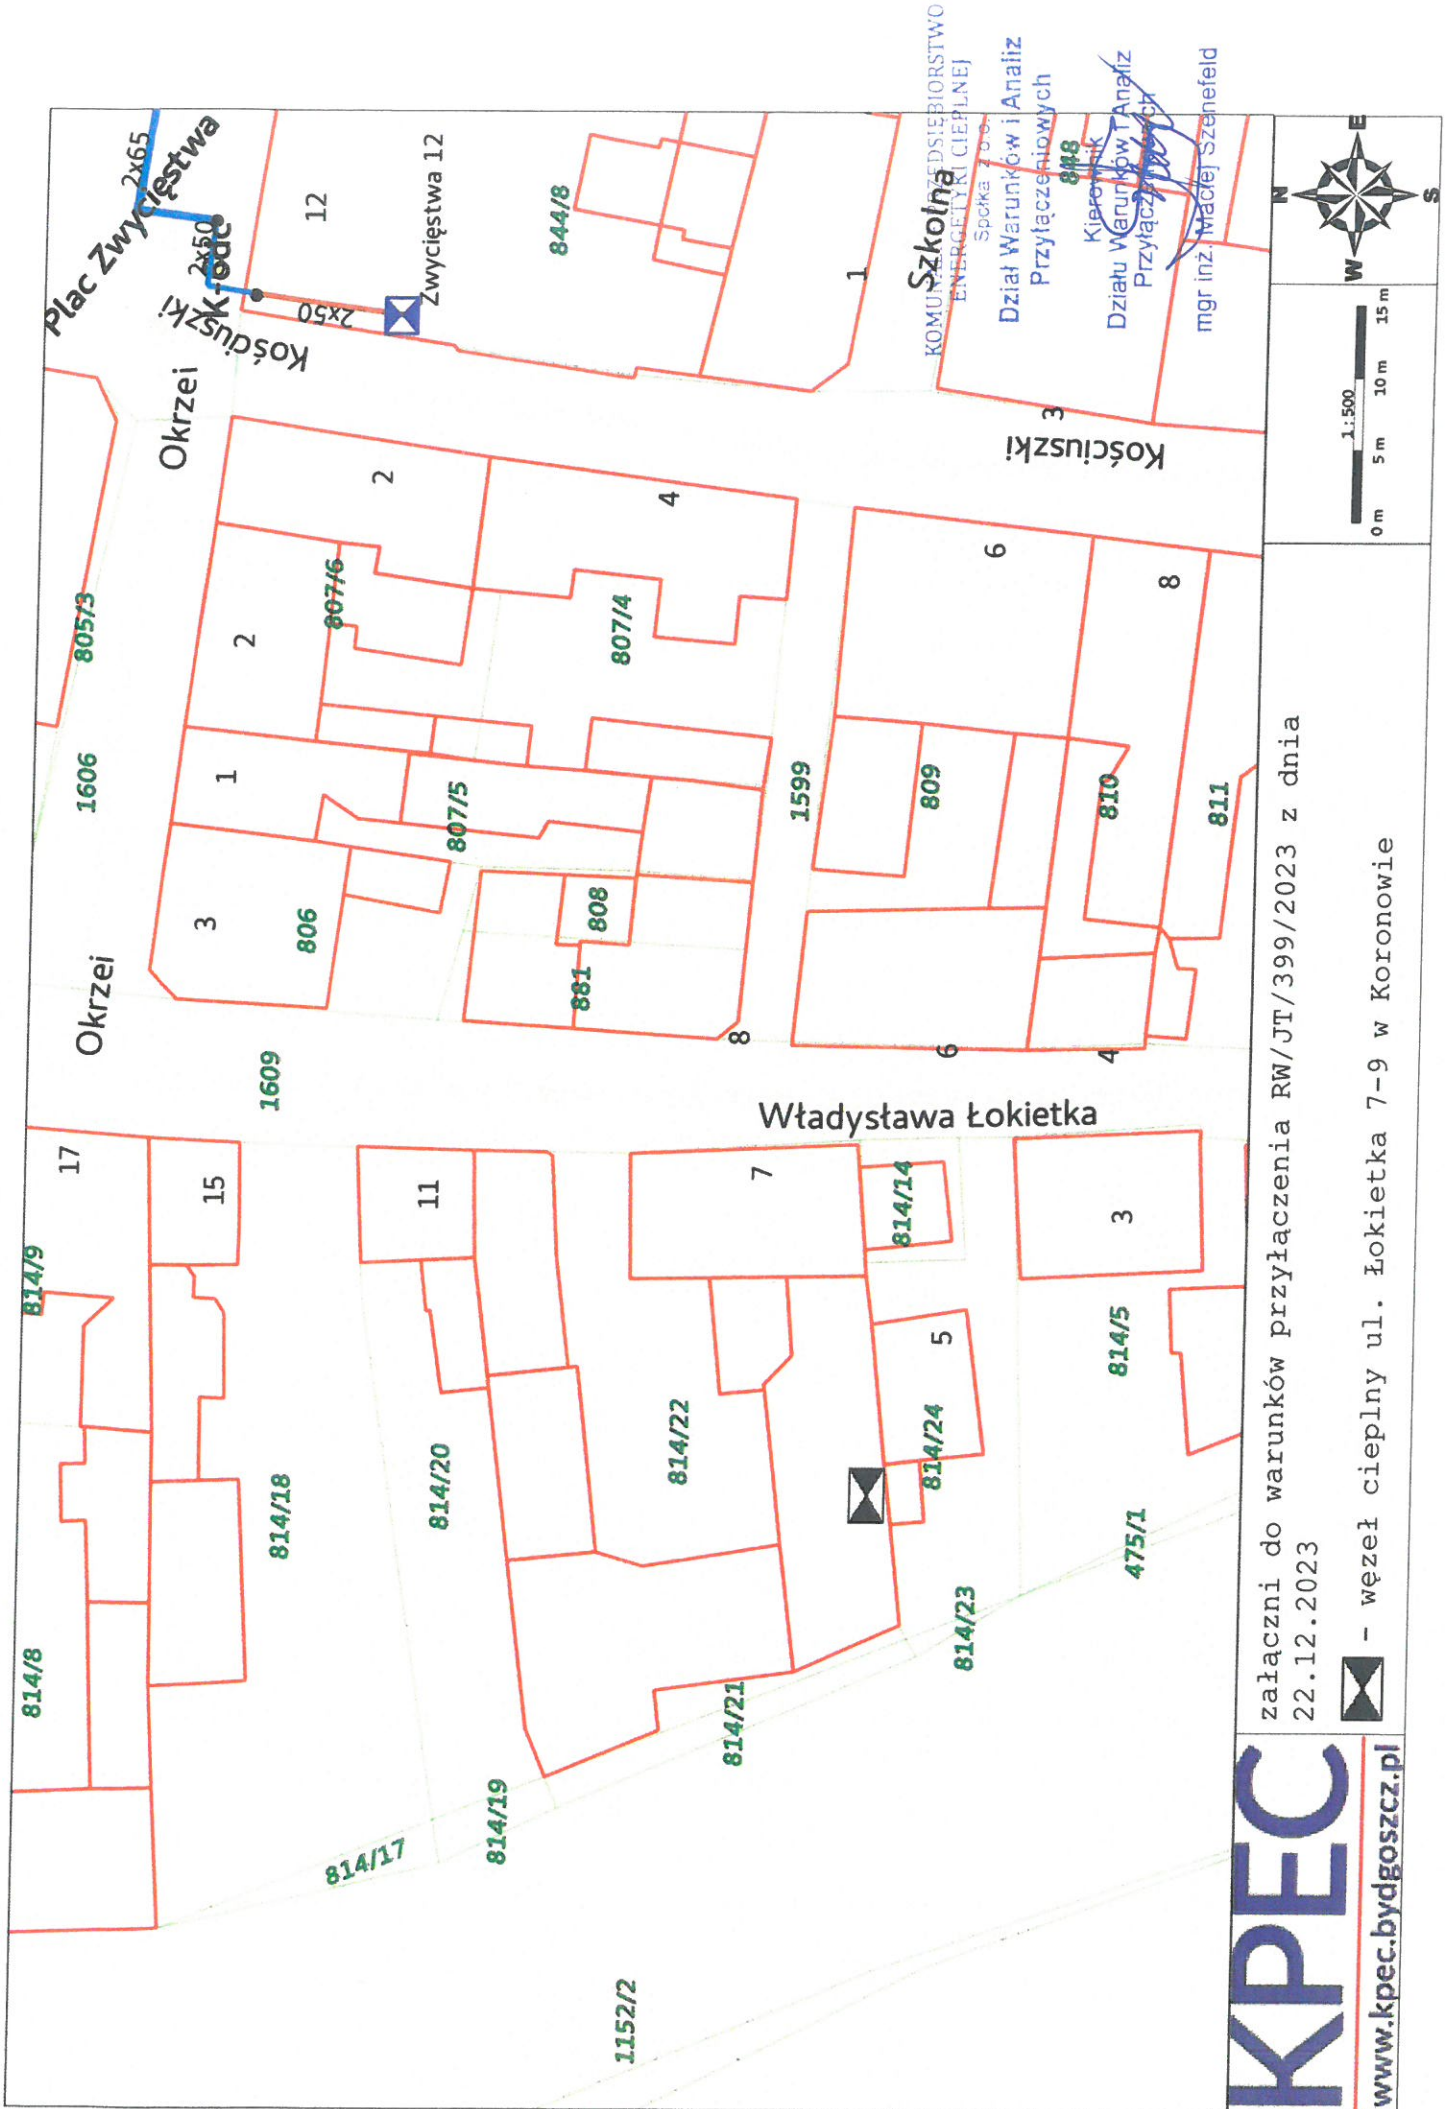 Plac Zwycięstwa
2x65
2x50
K-odc
Kościuszki
2x50
Zwycięstwa 12
12
844/8
1
Szkolna
848
3
Kościuszki
Okrzei
805/3
1606
2
2
807/6
4
807/4
1
807/5
3
806
808
881
8
1599
6
809
8
810
811
6
4
Okrzei
1609
Władysława Łokietka
17
814/9
15
11
7
814/14
3
5
814/5
814/24
814/22
814/20
814/18
814/8
475/1
814/23
814/21
814/19
814/17
1152/2
KOMUNALNE PRZEDSIĘBIORSTWO
ENERGETYKI CIEPLNEJ
Spółka z o.o.
Dział Warunków i Analiz
Przyłączeniowych
Kierownik
Działu Warunków i Analiz
Przyłączeniowych
mgr inż. Maciej Szenefeld
KPEC
www.kpec.bydgoszcz.pl
załączni do warunków przyłączenia RW/JT/399/2023 z dnia
22.12.2023
- węzeł cieplny ul. Łokietka 7-9 w Koronowie
1:500
0 m 5 m 10 m 15 m
N
W E
S